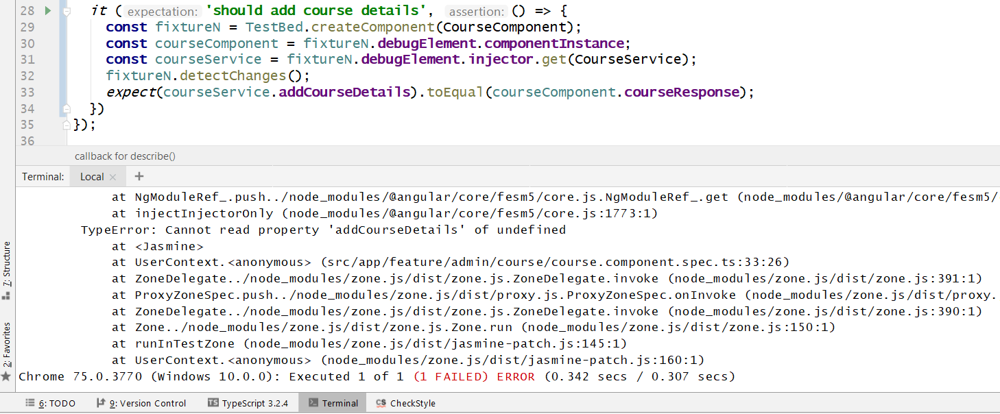 28 it ( expectation: 'should add course details', assertion: () => {
29 const fixtureN = TestBed.createComponent(CourseComponent);
30 const courseComponent = fixtureN.debugElement.componentInstance;
31 const courseService = fixtureN.debugElement.injector.get(CourseService);
32 fixtureN.detectChanges();
33 expect(courseService.addCourseDetails).toEqual(courseComponent.courseResponse);
34 })
35 });
36
callback for describe()
Terminal: Local × +
at NgModuleRef_.push../node_modules/@angular/core/fesm5/core.js.NgModuleRef_.get (node_modules/@angular/core/fesm5/
at injectInjectorOnly (node_modules/@angular/core/fesm5/core.js:1773:1)
TypeError: Cannot read property 'addCourseDetails' of undefined
at <Jasmine>
at UserContext.<anonymous> (src/app/feature/admin/course/course.component.spec.ts:33:26)
at ZoneDelegate../node_modules/zone.js/dist/zone.js.ZoneDelegate.invoke (node_modules/zone.js/dist/zone.js:391:1)
at ProxyZoneSpec.push../node_modules/zone.js/dist/proxy.js.ProxyZoneSpec.onInvoke (node_modules/zone.js/dist/proxy.
at ZoneDelegate../node_modules/zone.js/dist/zone.js.ZoneDelegate.invoke (node_modules/zone.js/dist/zone.js:390:1)
at Zone../node_modules/zone.js/dist/zone.js.Zone.run (node_modules/zone.js/dist/zone.js:150:1)
at runInTestZone (node_modules/zone.js/dist/jasmine-patch.js:145:1)
at UserContext.<anonymous> (node_modules/zone.js/dist/jasmine-patch.js:160:1)
Chrome 75.0.3770 (Windows 10.0.0): Executed 1 of 1 (1 FAILED) ERROR (0.342 secs / 0.307 secs)
7: Structure
2: Favorites
6: TODO 9: Version Control TS TypeScript 3.2.4 Terminal CS CheckStyle